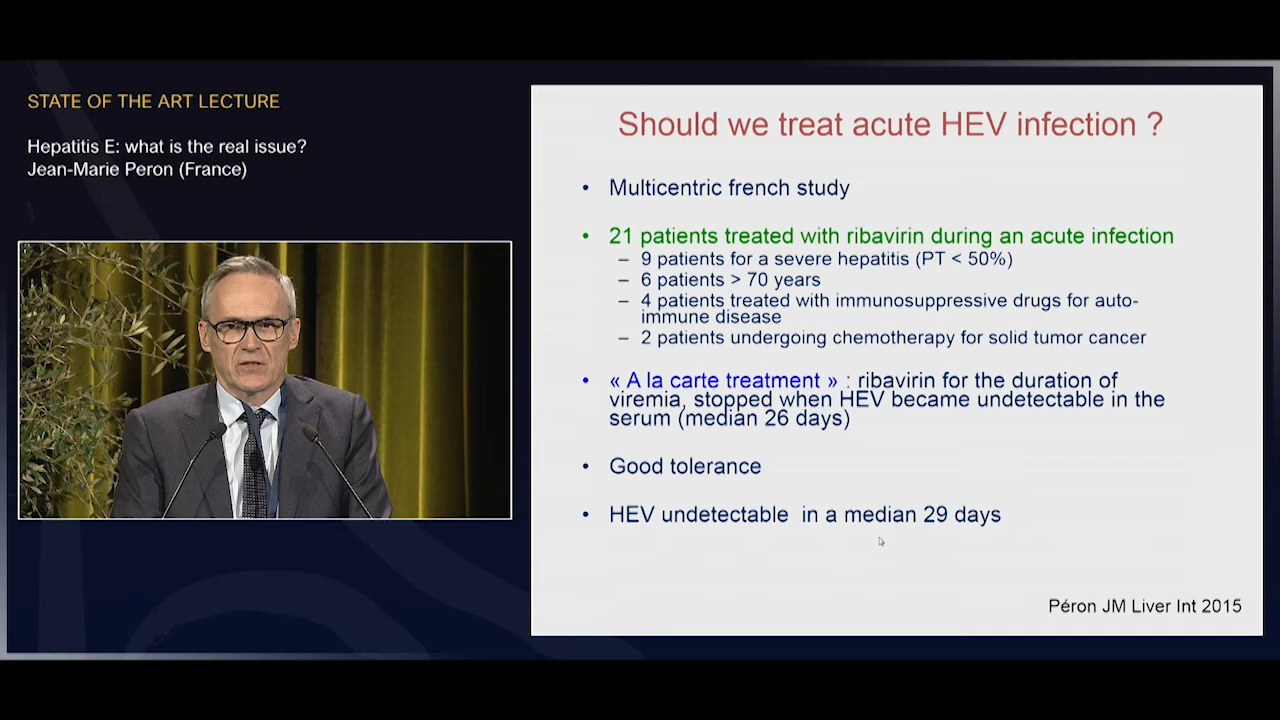 STATE OF THE ART LECTURE
Hepatitis E: what is the real issue?
Jean-Marie Peron (France)
Should we treat acute HEV infection ?
• Multicentric french study
• 21 patients treated with ribavirin during an acute infection
– 9 patients for a severe hepatitis (PT < 50%)
– 6 patients > 70 years
– 4 patients treated with immunosuppressive drugs for auto-
immune disease
– 2 patients undergoing chemotherapy for solid tumor cancer
• « A la carte treatment » : ribavirin for the duration of
viremia, stopped when HEV became undetectable in the
serum (median 26 days)
• Good tolerance
• HEV undetectable in a median 29 days
Péron JM Liver Int 2015